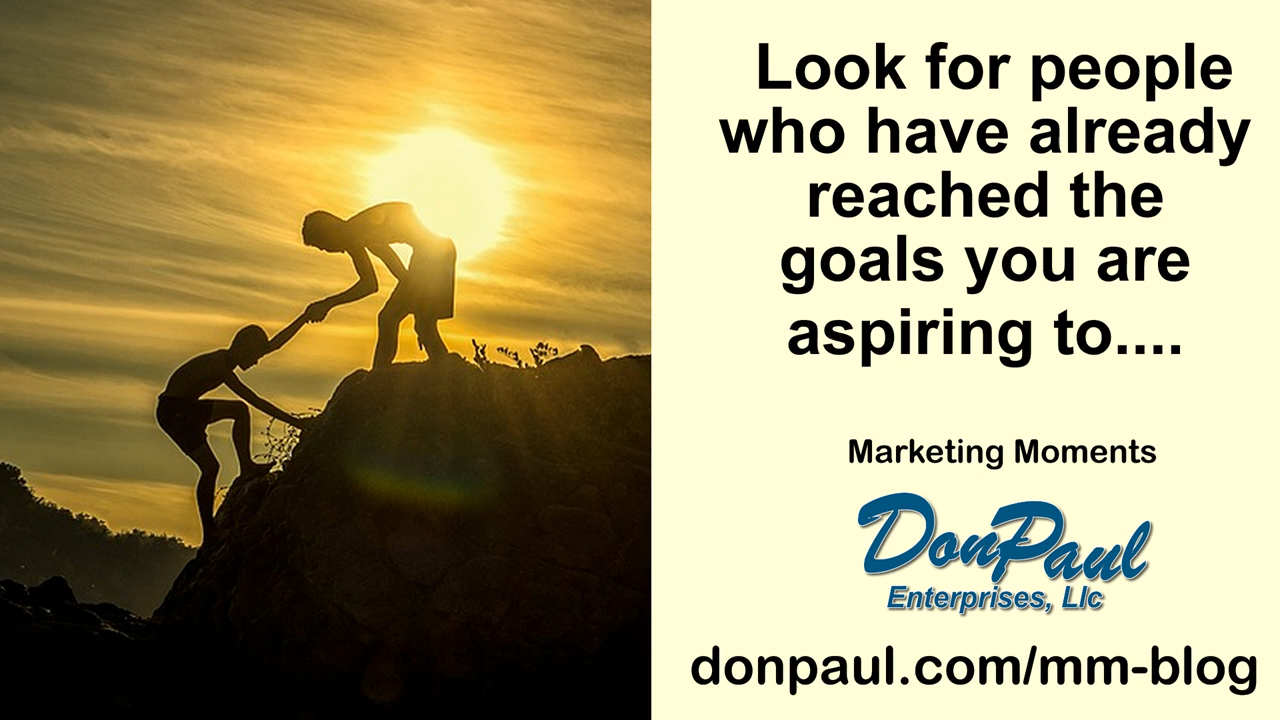 Look for people
who have already
reached the
goals you are
aspiring to....
Marketing Moments
DonPaul
Enterprises, Llc
donpaul.com/mm-blog